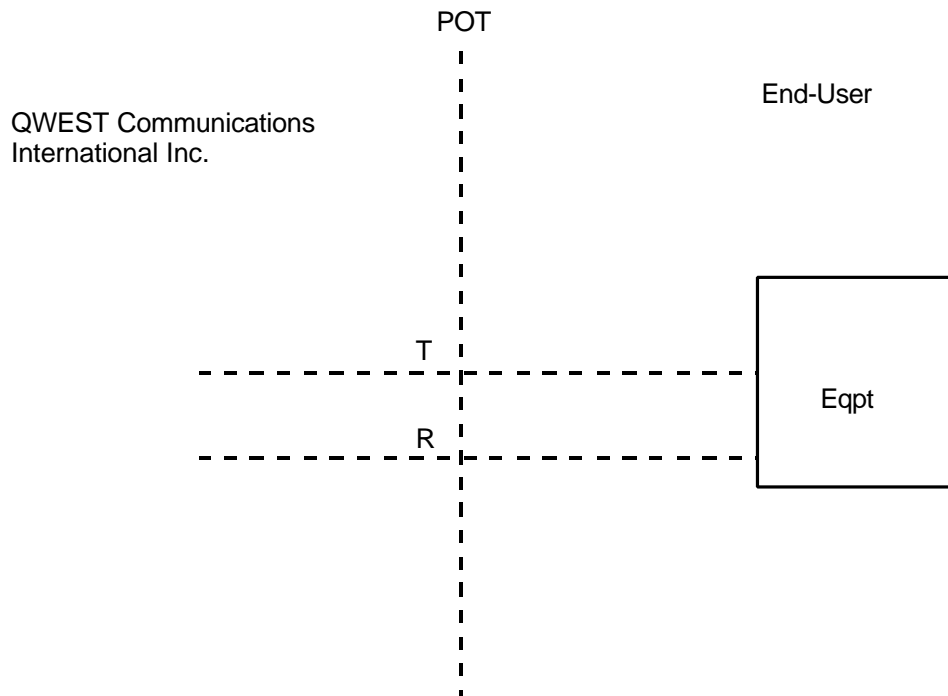 POT
End-User
QWEST Communications
International Inc.
T
R
Eqpt